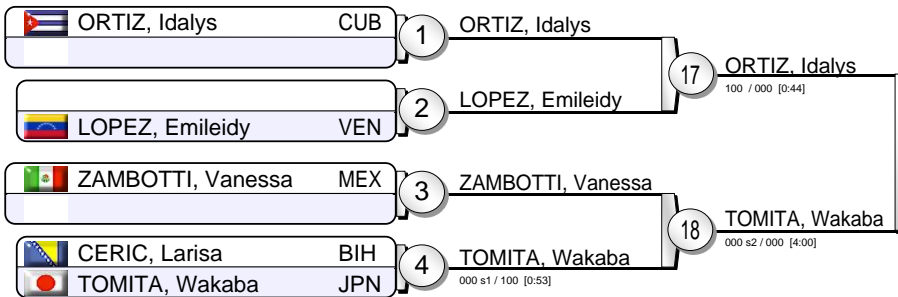 ORTIZ, Idalys CUB
1
ORTIZ, Idalys
17
ORTIZ, Idalys
100 / 000 [0:44]
2
LOPEZ, Emileidy
LOPEZ, Emileidy VEN
ZAMBOTTI, Vanessa MEX
3
ZAMBOTTI, Vanessa
18
TOMITA, Wakaba
000 s2 / 000 [4:00]
CERIC, Larisa BIH
4
TOMITA, Wakaba
000 s1 / 100 [0:53]
TOMITA, Wakaba JPN